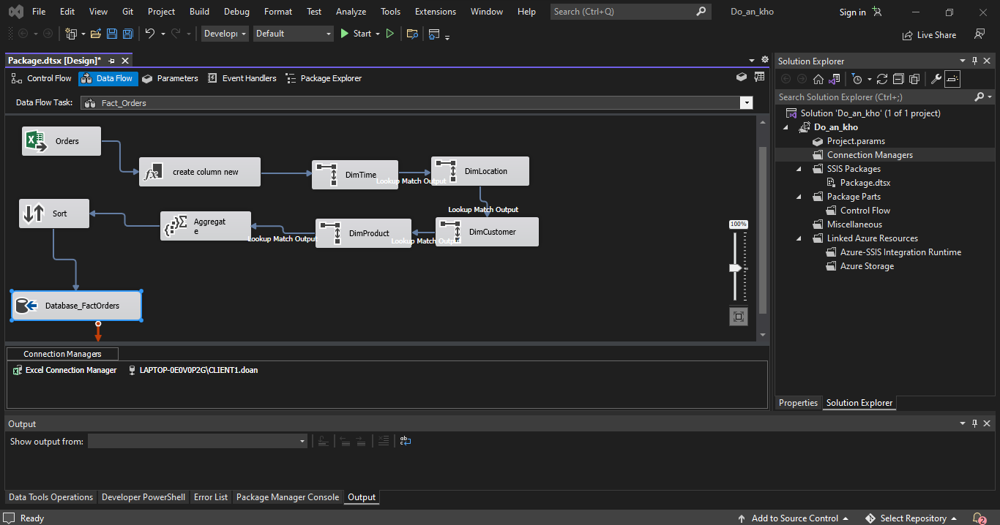 File Edit View Git Project Build Debug Format Test Analyze Tools Extensions Window Help Search (Ctrl+Q) Do_an_kho Sign in
Developı Default Start Live Share
Package.dtsx [Design]*
Control Flow Data Flow Parameters Event Handlers Package Explorer
Data Flow Task: Fact_Orders
Orders
create column new
DimTime
Lookup Match Output
DimLocation
Lookup Match Output
Sort
Aggregat
e
Lookup Match Output
DimProduct
Lookup Match Output
DimCustomer
100%
Database_FactOrders
Connection Managers
Excel Connection Manager LAPTOP-0E0V0P2G\CLIENT1.doan
Solution Explorer
Search Solution Explorer (Ctrl+;)
Solution 'Do_an_kho' (1 of 1 project)
Do_an_kho
Project.params
Connection Managers
SSIS Packages
Package.dtsx
Package Parts
Control Flow
Miscellaneous
Linked Azure Resources
Azure-SSIS Integration Runtime
Azure Storage
Properties Solution Explorer
Output
Show output from:
Data Tools Operations Developer PowerShell Error List Package Manager Console Output
Ready Add to Source Control Select Repository 2